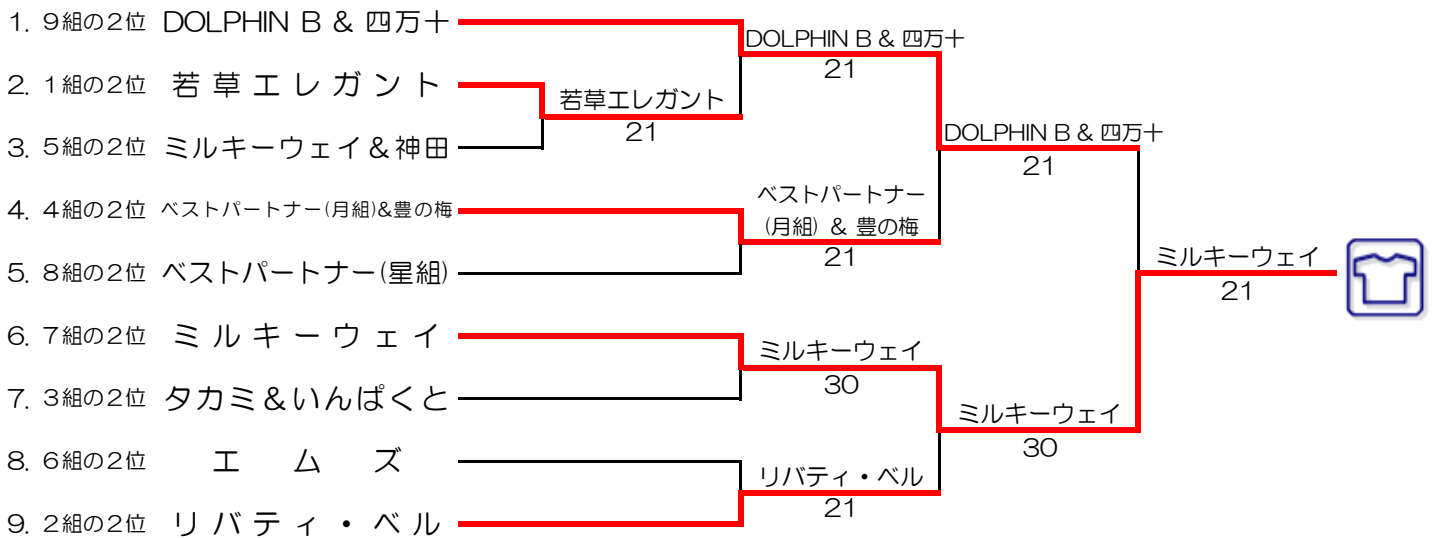 1. 9組の2位 DOLPHIN B & 四万十
DOLPHIN B & 四万十
21
2. 1組の2位 若草エレガント
若草エレガント
21
3. 5組の2位 ミルキーウェイ&神田
DOLPHIN B & 四万十
21
4. 4組の2位 ベストパートナー(月組)&豊の梅
ベストパートナー
(月組) & 豊の梅
21
5. 8組の2位 ベストパートナー(星組)
ミルキーウェイ
21
6. 7組の2位 ミルキーウェイ
ミルキーウェイ
30
7. 3組の2位 タカミ&いんぱくと
ミルキーウェイ
30
8. 6組の2位 エムズ
リバティ・ベル
21
9. 2組の2位 リバティ・ベル